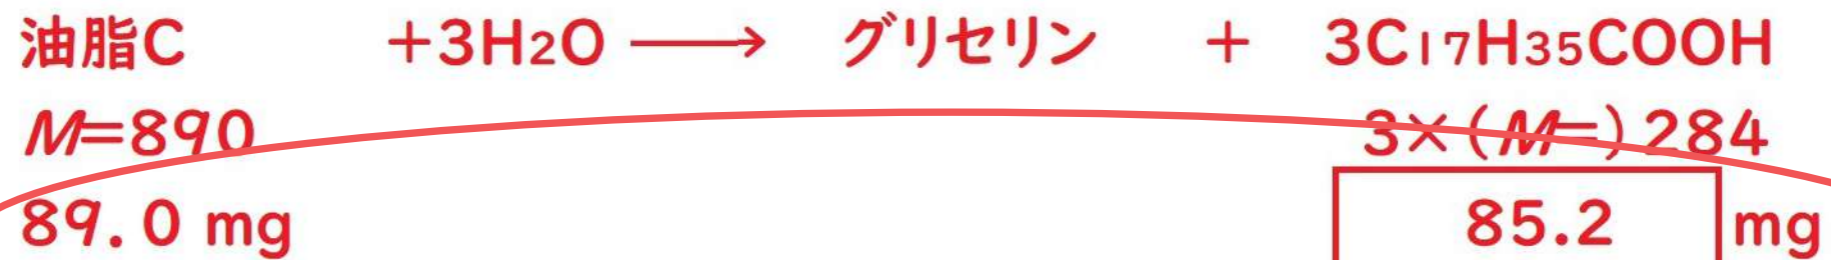 油脂C +3H2O ⟶ グリセリン + 3C17H35COOH
M=890 3×(M=)284
89.0 mg 85.2 mg